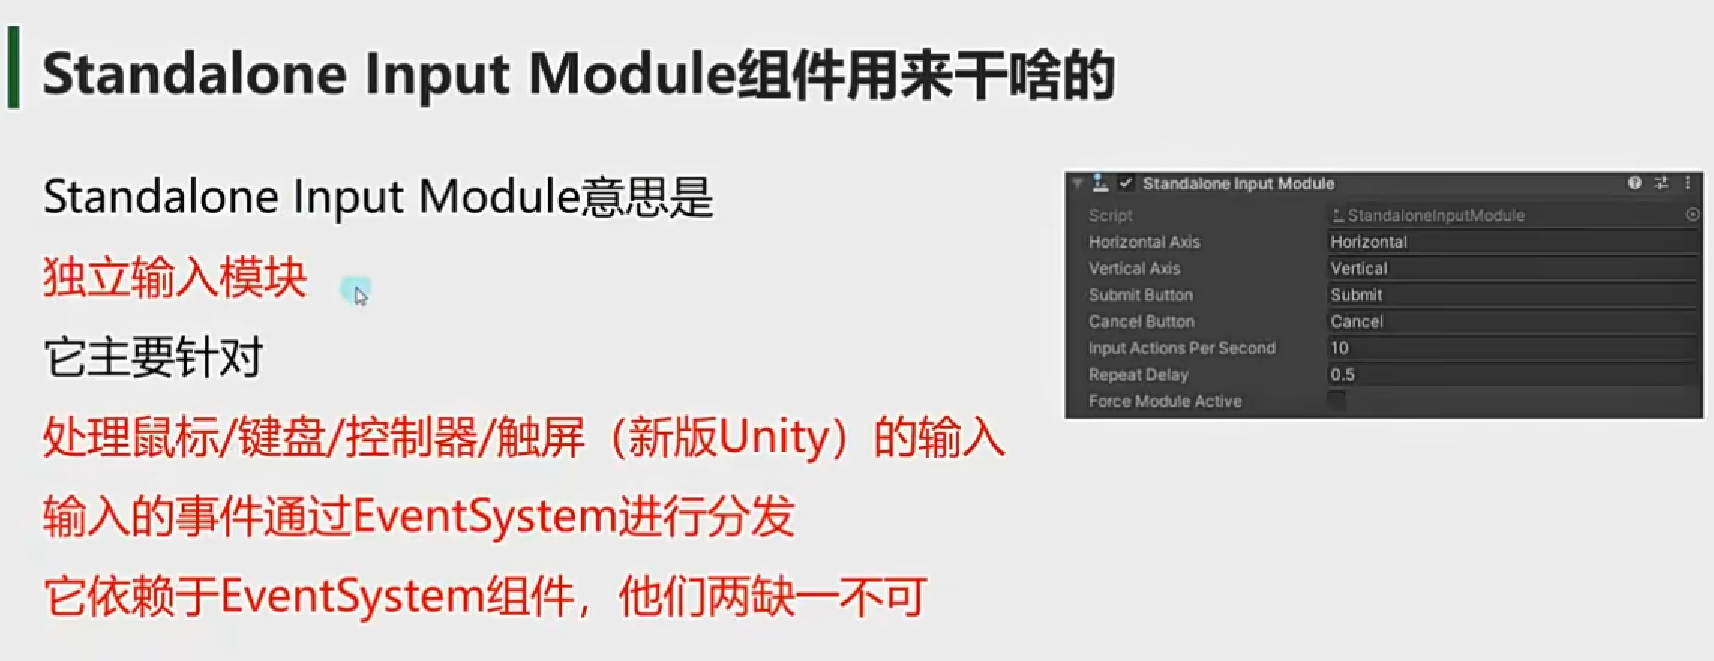 Standalone Input Module组件用来干啥的
Standalone Input Module意思是
独立输入模块
它主要针对
处理鼠标/键盘/控制器/触屏（新版Unity）的输入
输入的事件通过EventSystem进行分发
它依赖于EventSystem组件，他们两缺一不可
Standalone Input Module
Script StandaloneInputModule
Horizontal Axis Horizontal
Vertical Axis Vertical
Submit Button Submit
Cancel Button Cancel
Input Actions Per Second 10
Repeat Delay 0.5
Force Module Active